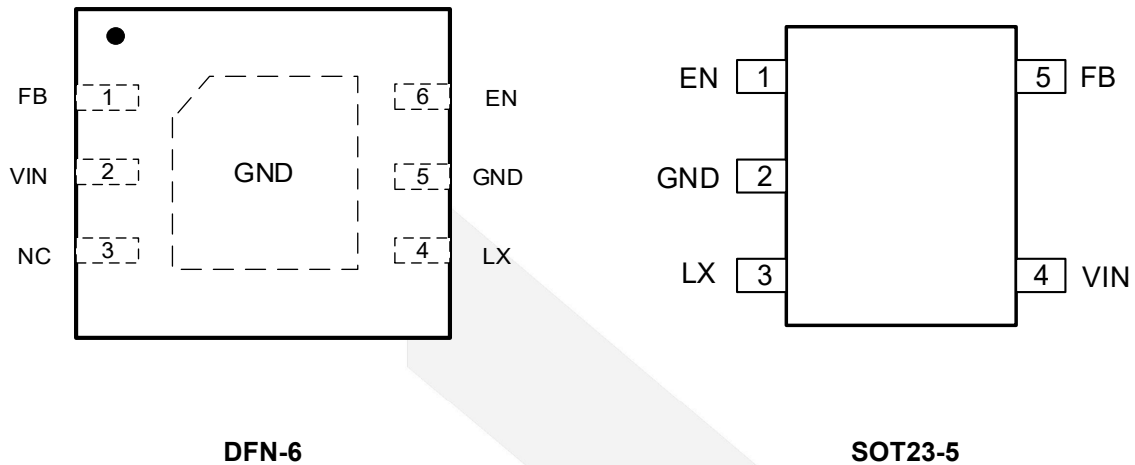 FB 1 6 EN
VIN 2 GND 5 GND
NC 3 4 LX
DFN-6
EN 1 5 FB
GND 2
LX 3 4 VIN
SOT23-5